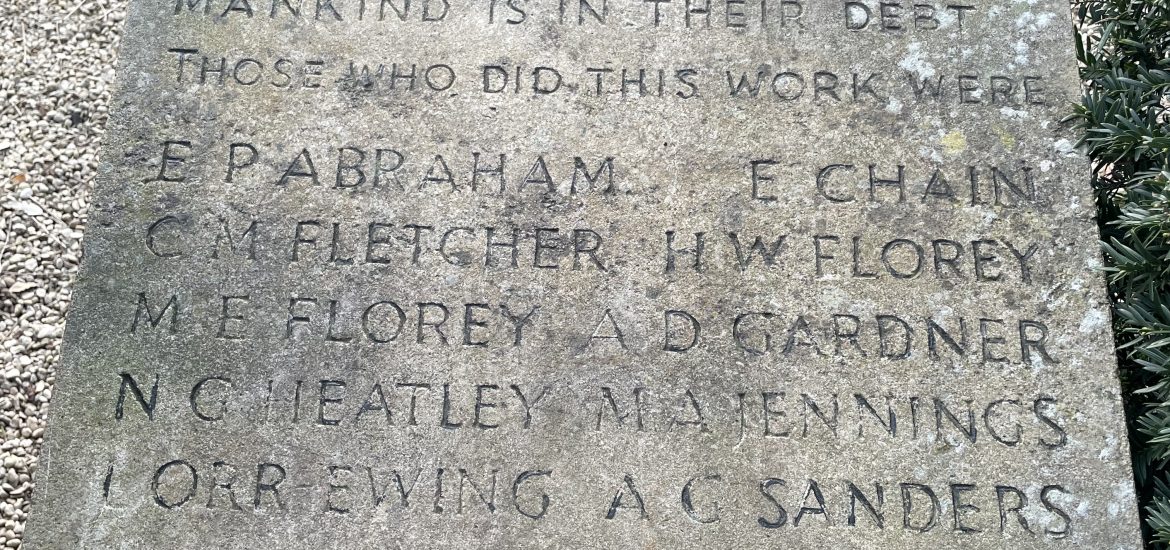 MANKIND IS IN THEIR DEBT
THOSE WHO DID THIS WORK WERE
E P ABRAHAM E CHAIN
C M FLETCHER H W FLOREY
M E FLOREY A D GARDNER
N G HEATLEY M A JENNINGS
J ORR-EWING A G SANDERS